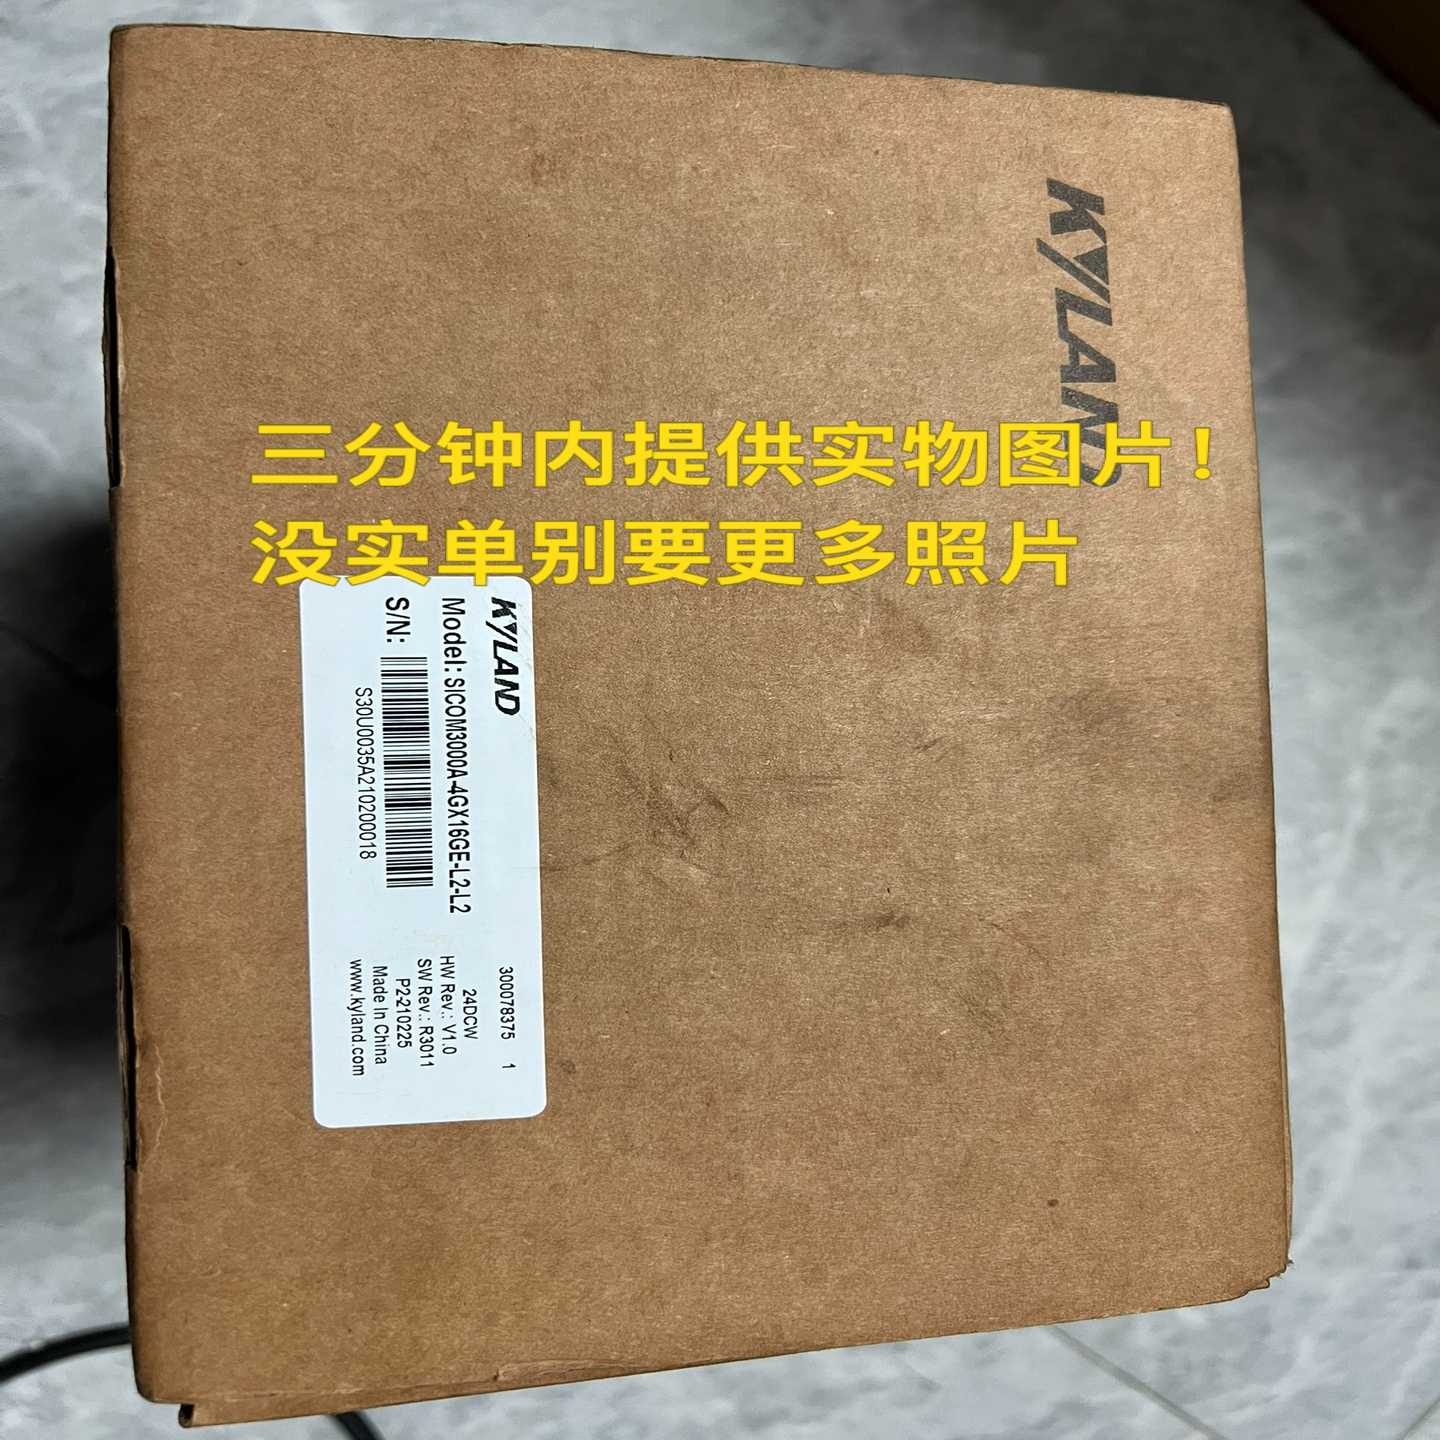 KYLAND
三分钟内提供实物图片！
没实单别要更多照片
KYLAND
300078375 1
Model: SICOM3000A-4GX16GE-L2-L2
24DCW
S/N:
HW Rev.: V1.0
SW Rev.: R3011
S30U0035A210200018
P2-210225
Made In China
www.kyland.com